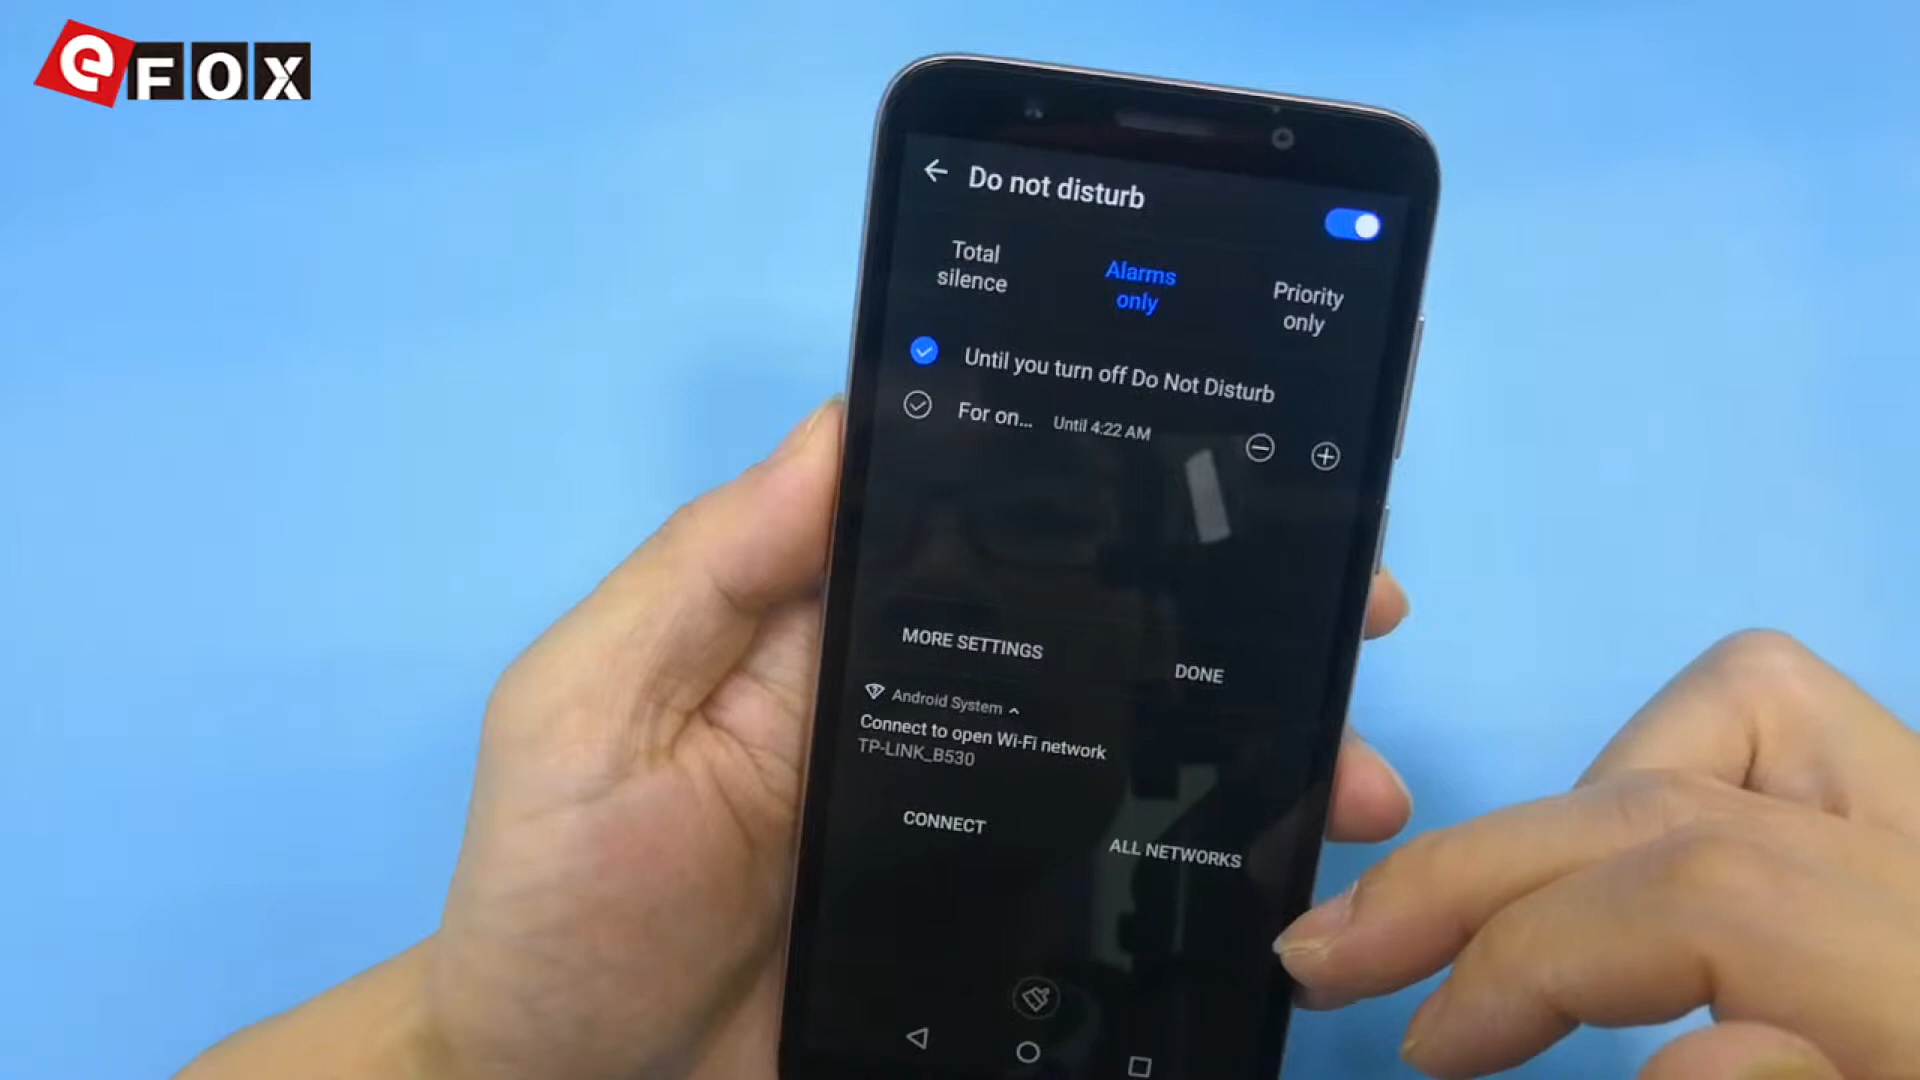 eFOX
Do not disturb
Total
silence
Alarms
only
Priority
only
Until you turn off Do Not Disturb
For on... Until 4:22 AM
MORE SETTINGS
DONE
Android System
Connect to open Wi-Fi network
TP-LINK_B530
CONNECT
ALL NETWORKS